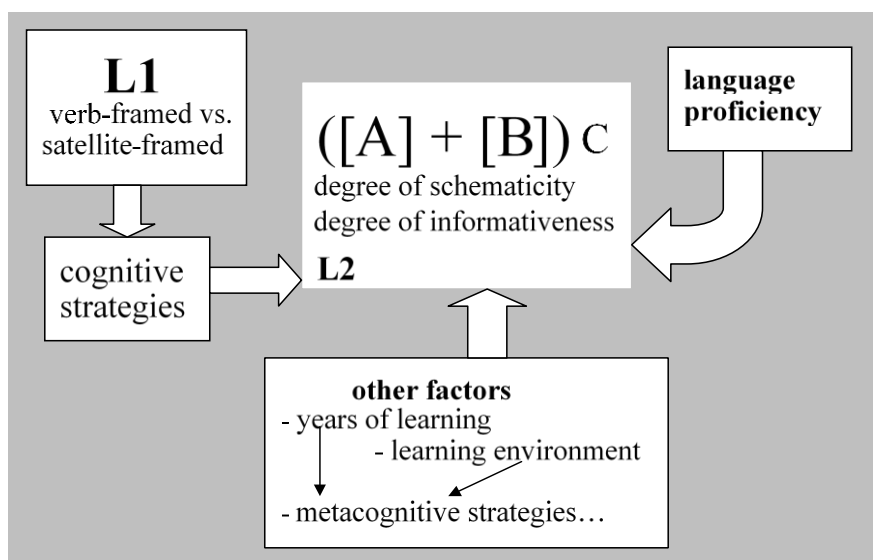 L1
verb-framed vs.
satellite-framed
cognitive
strategies
([A] + [B]) C
degree of schematicity
degree of informativeness
L2
language
proficiency
other factors
- years of learning
- learning environment
- metacognitive strategies…